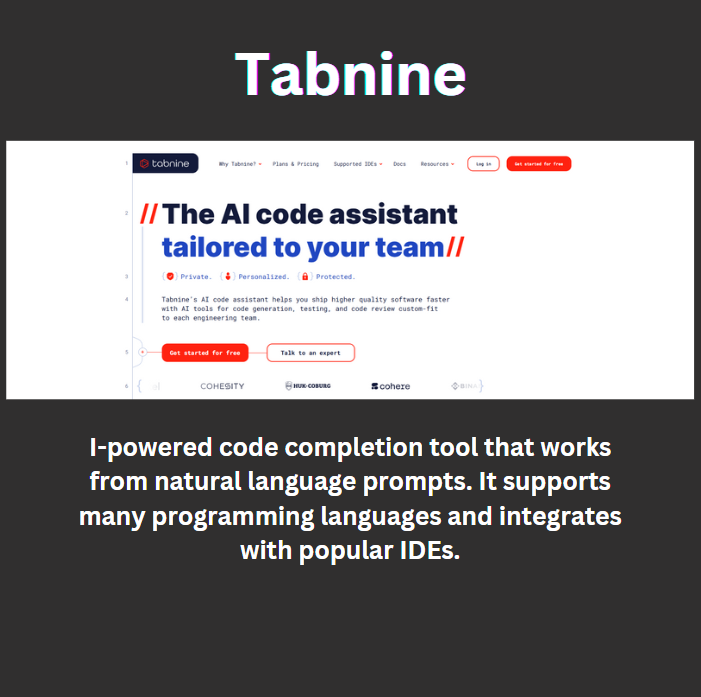 Tabnine
1 tabnine Why Tabnine? Plans & Pricing Supported IDEs Docs Resources Log in Get started for free
2 // The AI code assistant
tailored to your team//
3 { Private. { Personalized. { Protected.
4 Tabnine's AI code assistant helps you ship higher quality software faster
with AI tools for code generation, testing, and code review custom-fit
to each engineering team.
5 Get started for free Talk to an expert
6 { COHESITY HUK-COBURG cohere }
I-powered code completion tool that works
from natural language prompts. It supports
many programming languages and integrates
with popular IDEs.